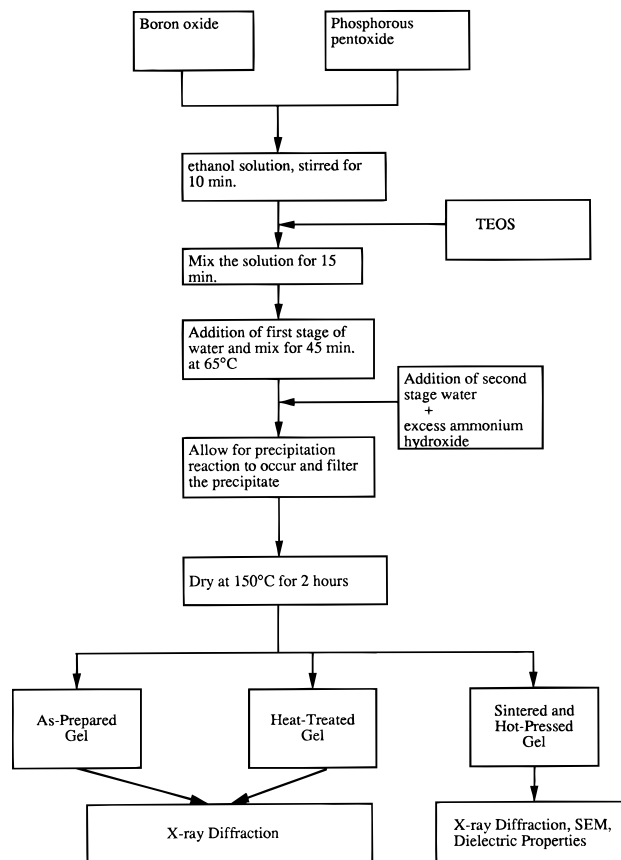 Boron oxide
Phosphorous
pentoxide
ethanol solution, stirred for
10 min.
TEOS
Mix the solution for 15
min.
Addition of first stage of
water and mix for 45 min.
at 65°C
Addition of second
stage water
+
excess ammonium
hydroxide
Allow for precipitation
reaction to occur and filter
the precipitate
Dry at 150°C for 2 hours
As-Prepared
Gel
Heat-Treated
Gel
Sintered and
Hot-Pressed
Gel
X-ray Diffraction
X-ray Diffraction, SEM,
Dielectric Properties